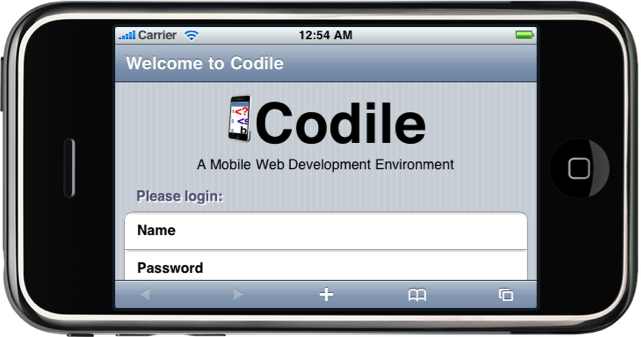 Carrier 12:54 AM
Welcome to Codile
Codile
A Mobile Web Development Environment
Please login:
Name
Password